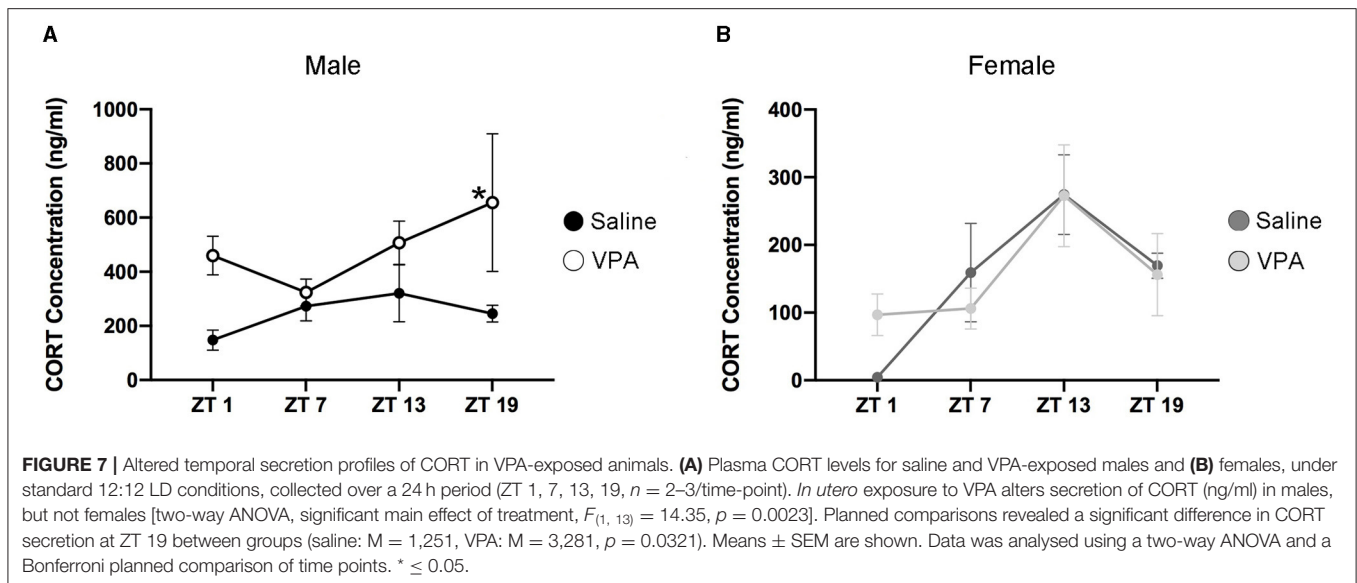 A
Male
CORT Concentration (ng/ml)
1000
800
600
400
200
0
*
ZT 1 ZT 7 ZT 13 ZT 19
Saline
VPA
B
Female
CORT Concentration (ng/ml)
400
300
200
100
0
ZT 1 ZT 7 ZT 13 ZT 19
Saline
VPA
FIGURE 7 | Altered temporal secretion profiles of CORT in VPA-exposed animals. (A) Plasma CORT levels for saline and VPA-exposed males and (B) females, under
standard 12:12 LD conditions, collected over a 24 h period (ZT 1, 7, 13, 19, n = 2–3/time-point). In utero exposure to VPA alters secretion of CORT (ng/ml) in males,
but not females [two-way ANOVA, significant main effect of treatment, F(1, 13) = 14.35, p = 0.0023]. Planned comparisons revealed a significant difference in CORT
secretion at ZT 19 between groups (saline: M = 1,251, VPA: M = 3,281, p = 0.0321). Means ± SEM are shown. Data was analysed using a two-way ANOVA and a
Bonferroni planned comparison of time points. * ≤ 0.05.